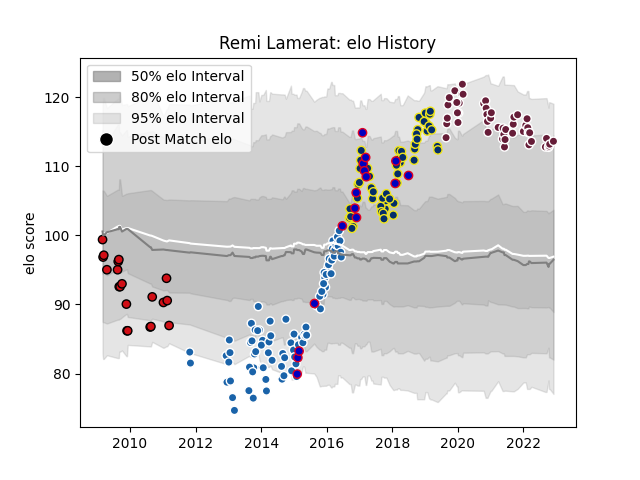 Remi Lamerat: elo History
50% elo Interval
80% elo Interval
95% elo Interval
Post Match elo
elo score
120
110
100
90
80
2010 2012 2014 2016 2018 2020 2022